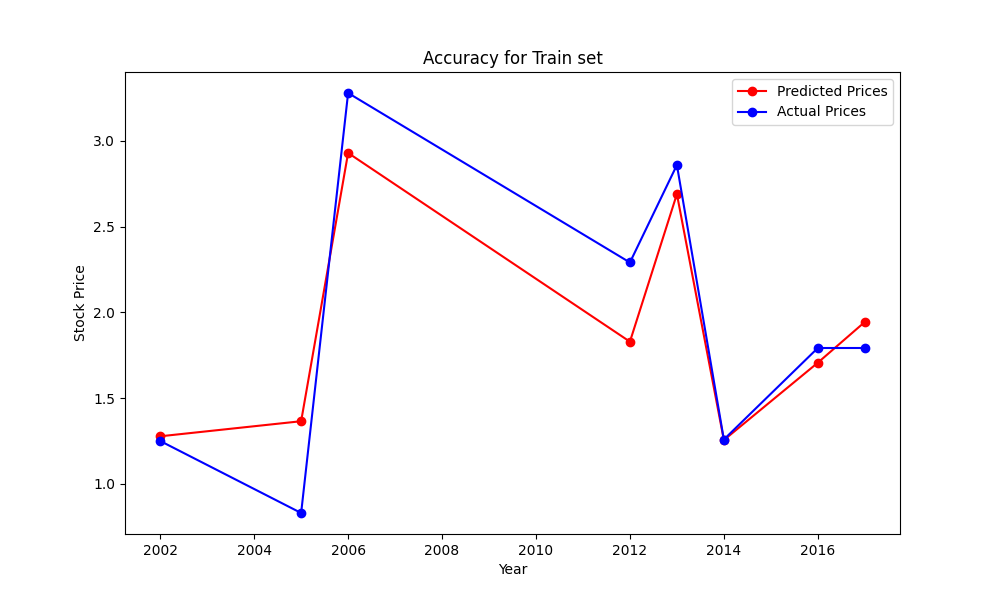 Accuracy for Train set
Predicted Prices
Actual Prices
3.0
2.5
2.0
1.5
1.0
Stock Price
2002 2004 2006 2008 2010 2012 2014 2016
Year